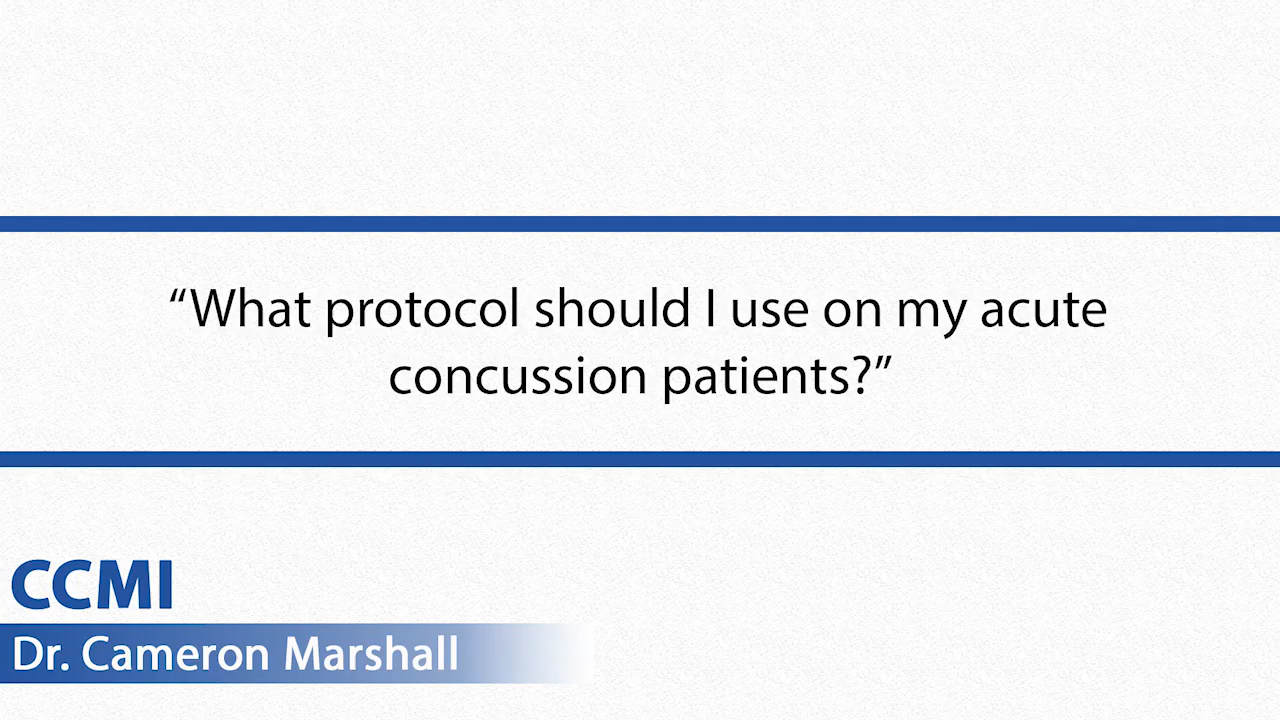 “What protocol should I use on my acute
concussion patients?”
CCMI
Dr. Cameron Marshall